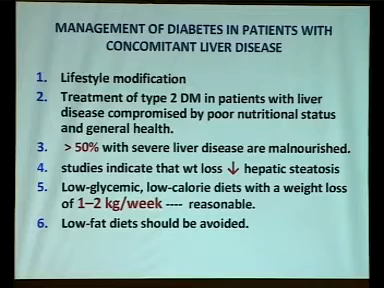 MANAGEMENT OF DIABETES IN PATIENTS WITH
CONCOMITANT LIVER DISEASE
1. Lifestyle modification
2. Treatment of type 2 DM in patients with liver
disease compromised by poor nutritional status
and general health.
3. > 50% with severe liver disease are malnourished.
4. studies indicate that wt loss ↓ hepatic steatosis
5. Low-glycemic, low-calorie diets with a weight loss
of 1–2 kg/week ---- reasonable.
6. Low-fat diets should be avoided.